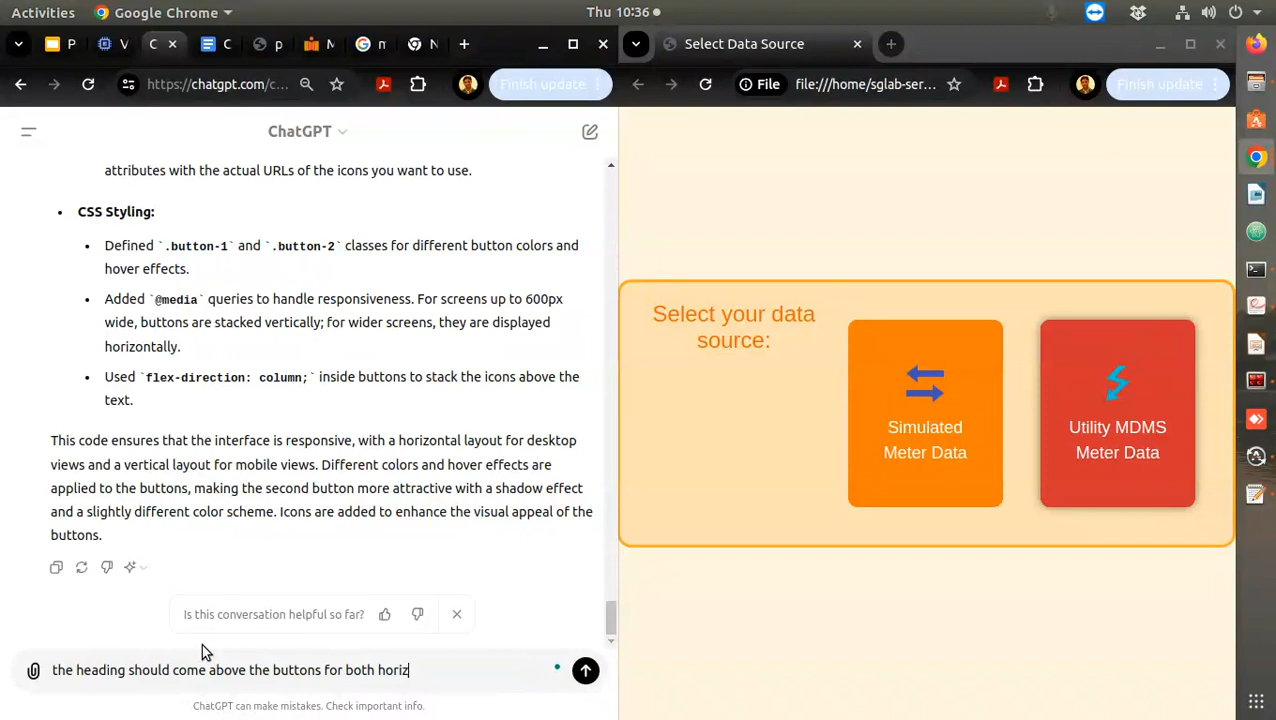 Activities
Google Chrome
Thu 10:36
P
V
C
C
p
M
G
m
N
Select Data Source
https://chatgpt.com/c...
Finish update
File
file:///home/sglab-ser...
Finish update
ChatGPT
attributes with the actual URLs of the icons you want to use.
• CSS Styling:
• Defined `.button-1` and `.button-2` classes for different button colors and
hover effects.
• Added `@media` queries to handle responsiveness. For screens up to 600px
wide, buttons are stacked vertically; for wider screens, they are displayed
horizontally.
• Used `flex-direction: column;` inside buttons to stack the icons above the
text.
This code ensures that the interface is responsive, with a horizontal layout for desktop
views and a vertical layout for mobile views. Different colors and hover effects are
applied to the buttons, making the second button more attractive with a shadow effect
and a slightly different color scheme. Icons are added to enhance the visual appeal of the
buttons.
Is this conversation helpful so far?
the heading should come above the buttons for both horiz
ChatGPT can make mistakes. Check important info.
Select your data
source:
Simulated
Meter Data
Utility MDMS
Meter Data